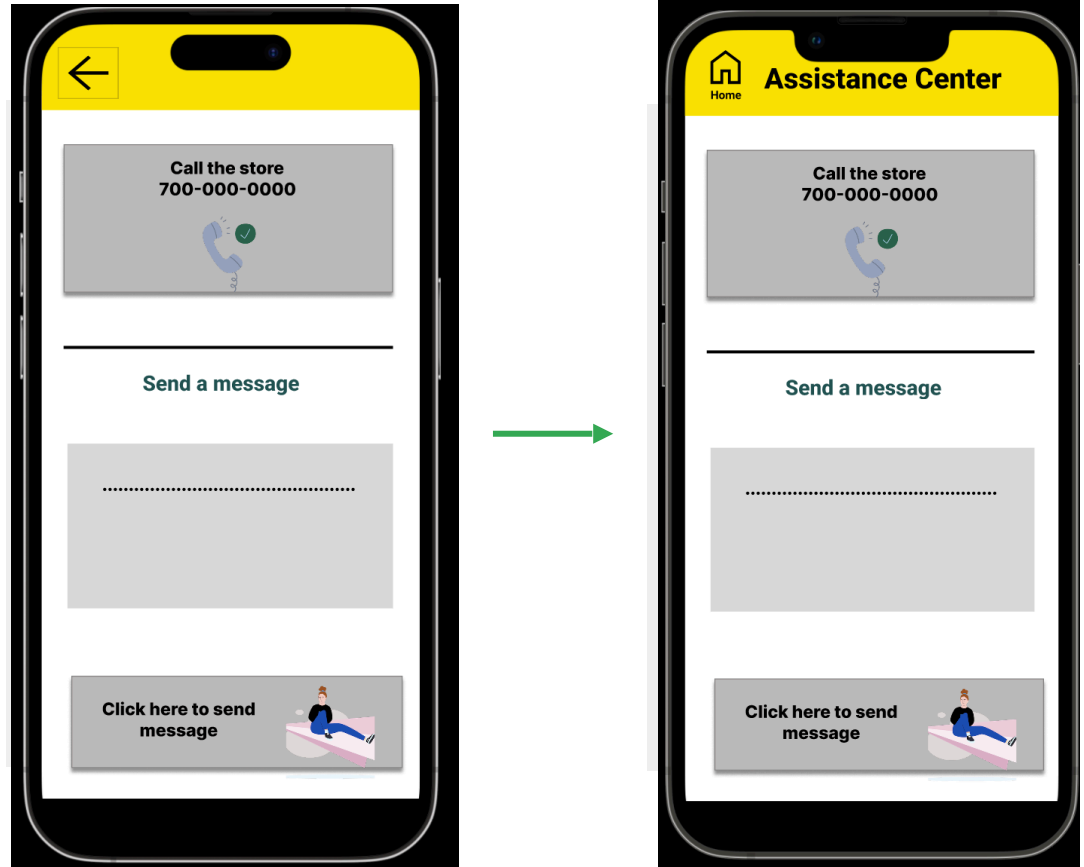 Call the store
700-000-0000
Send a message
Click here to send
message
Home
Assistance Center
Call the store
700-000-0000
Send a message
Click here to send
message